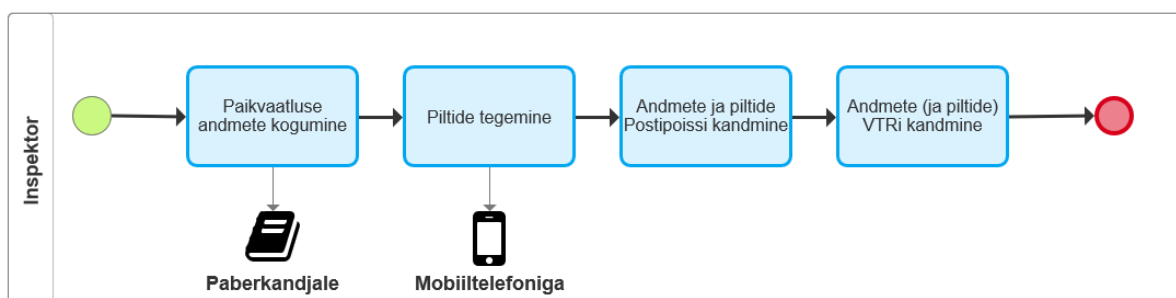 Inspektor
Paikvaatluse
andmete kogumine
Piltide tegemine
Andmete ja piltide
Postipoissi kandmine
Andmete (ja piltide)
VTRi kandmine
Paberkandjale
Mobiiltelefoniga